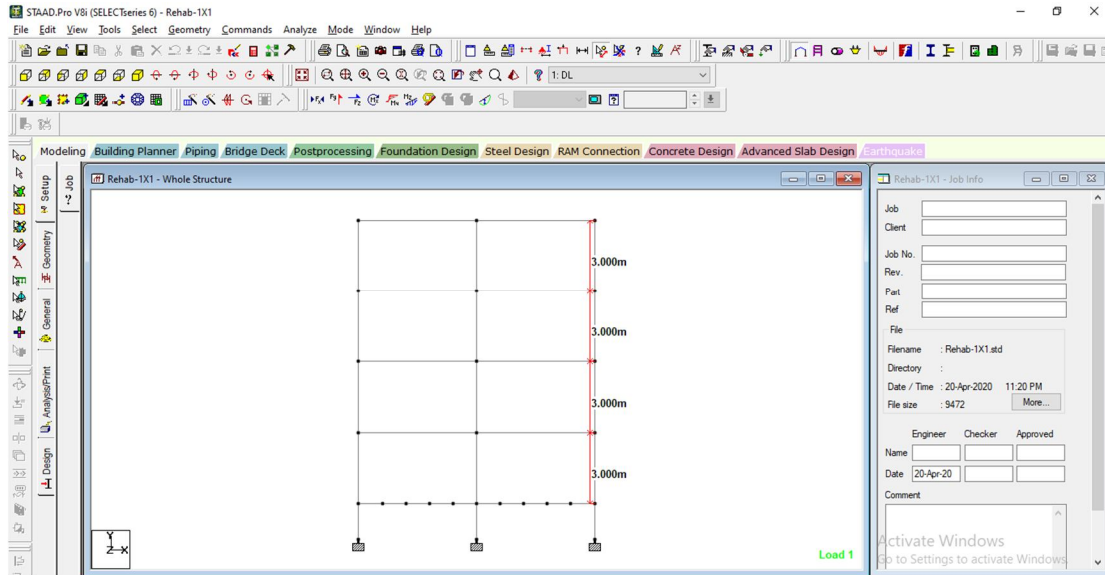 STAAD.Pro V8i (SELECTseries 6) - Rehab-1X1
File Edit View Tools Select Geometry Commands Analyze Mode Window Help
1: DL
Modeling Building Planner Piping Bridge Deck Postprocessing Foundation Design Steel Design RAM Connection Concrete Design Advanced Slab Design Earthquake
Setup
Geometry
General
Analysis/Print
Design
? Job
Rehab-1X1 - Whole Structure
3.000m
3.000m
3.000m
3.000m
Y
Z X
Load 1
Rehab-1X1 - Job Info
Job
Client
Job No.
Rev.
Part
Ref
File
Filename : Rehab-1X1.std
Directory :
Date / Time : 20-Apr-2020 11:20 PM
File size : 9472 More...
Engineer Checker Approved
Name
Date 20-Apr-20
Comment
Activate Windows
Go to Settings to activate Windows.